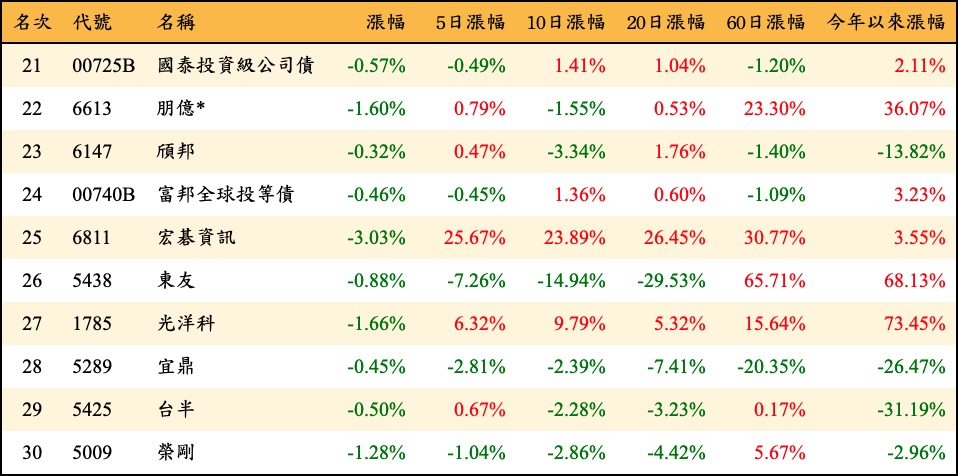 名次 代號 名稱 漲幅 5日漲幅 10日漲幅 20日漲幅 60日漲幅 今年以來漲幅
21 00725B 國泰投資級公司債 -0.57% -0.49% 1.41% 1.04% -1.20% 2.11%
22 6613 朋億* -1.60% 0.79% -1.55% 0.53% 23.30% 36.07%
23 6147 頎邦 -0.32% 0.47% -3.34% 1.76% -1.40% -13.82%
24 00740B 富邦全球投等債 -0.46% -0.45% 1.36% 0.60% -1.09% 3.23%
25 6811 宏碁資訊 -3.03% 25.67% 23.89% 26.45% 30.77% 3.55%
26 5438 東友 -0.88% -7.26% -14.94% -29.53% 65.71% 68.13%
27 1785 光洋科 -1.66% 6.32% 9.79% 5.32% 15.64% 73.45%
28 5289 宜鼎 -0.45% -2.81% -2.39% -7.41% -20.35% -26.47%
29 5425 台半 -0.50% 0.67% -2.28% -3.23% 0.17% -31.19%
30 5009 榮剛 -1.28% -1.04% -2.86% -4.42% 5.67% -2.96%